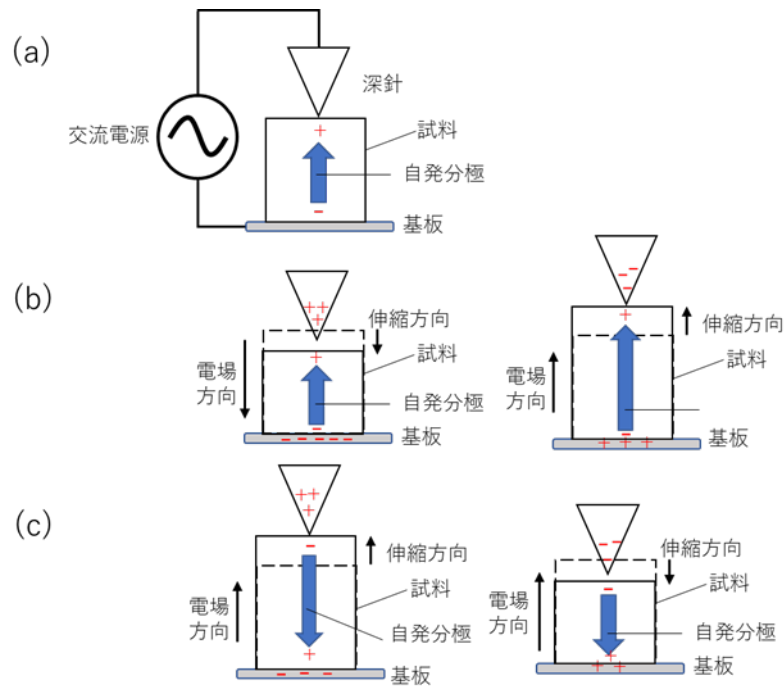 (a)
深針
交流電源
試料
自発分極
基板
(b)
伸縮方向
電場
方向
試料
自発分極
基板
伸縮方向
電場
方向
試料
基板
(c)
伸縮方向
電場
方向
試料
自発分極
基板
伸縮方向
電場
方向
試料
自発分極
基板